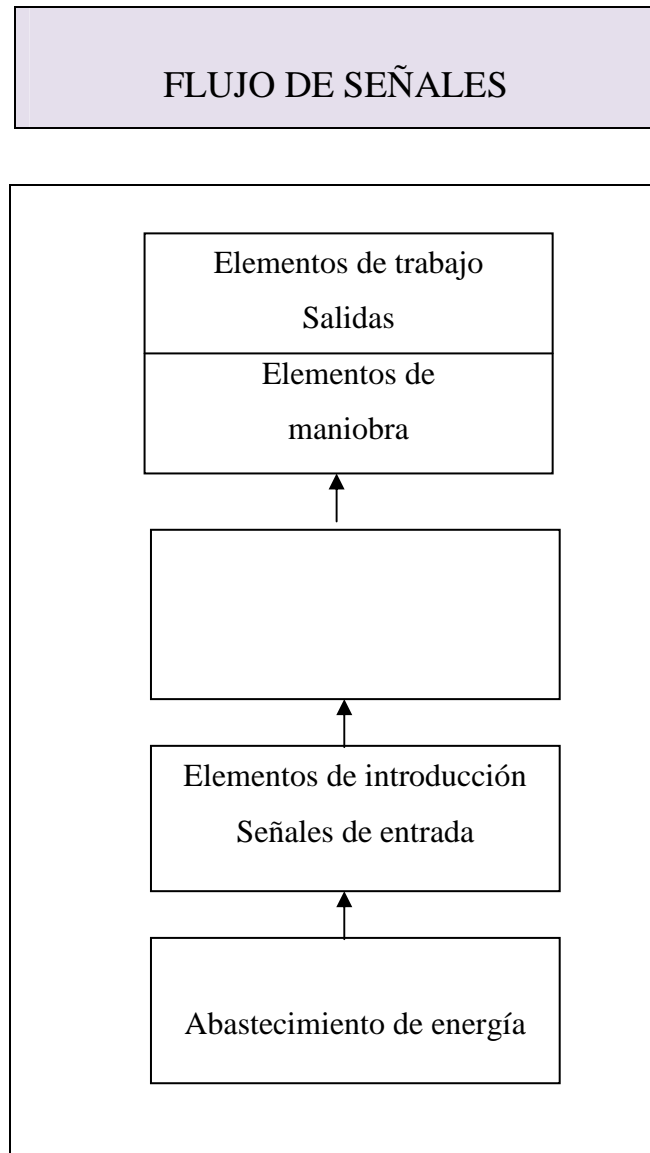 FLUJO DE SEÑALES
Elementos de trabajo
Salidas
Elementos de
maniobra
Elementos de introducción
Señales de entrada
Abastecimiento de energía